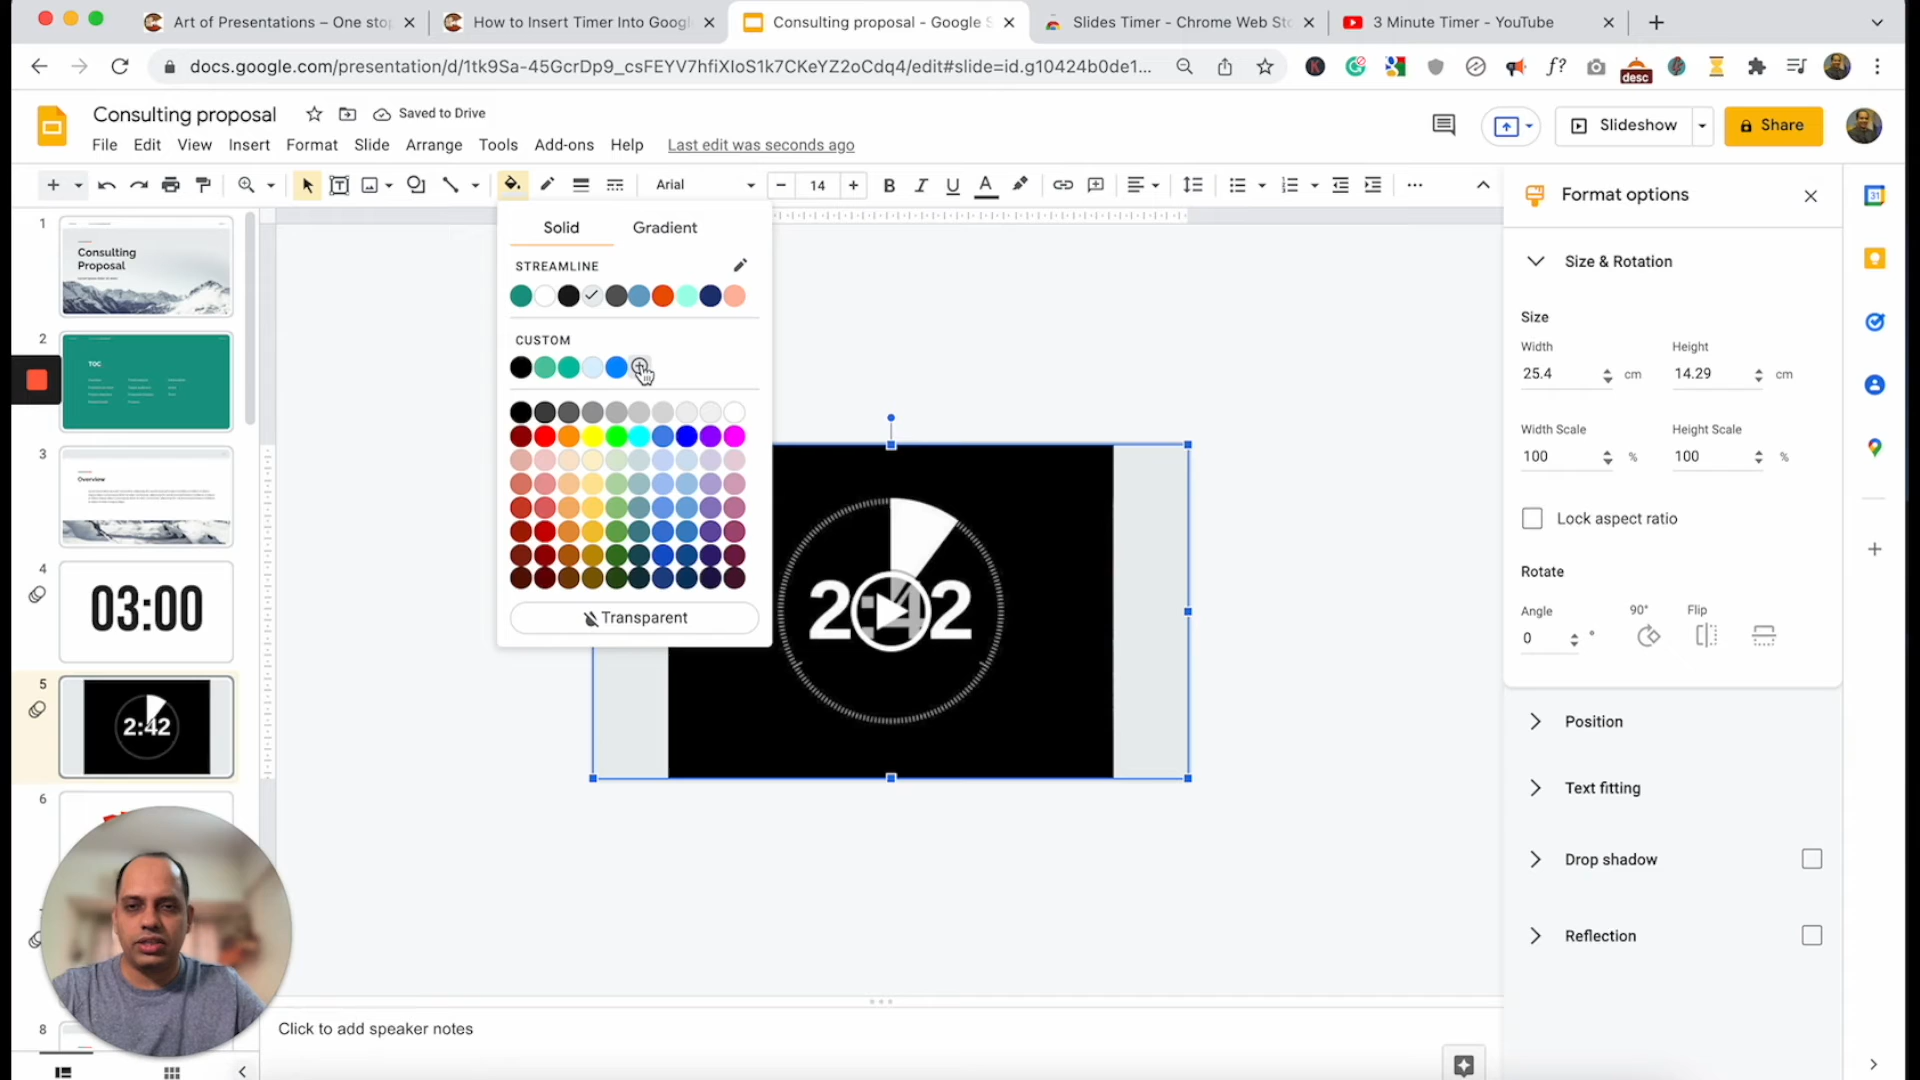 Art of Presentations – One sto
How to Insert Timer Into Googl
Consulting proposal - Google S
Slides Timer - Chrome Web Sto
3 Minute Timer - YouTube
docs.google.com/presentation/d/1tk9Sa-45GcrDp9_csFEYV7hfiXIoS1k7CKeYZ2oCdq4/edit#slide=id.g10424b0de1...
f?
desc
Consulting proposal
Saved to Drive
File Edit View Insert Format Slide Arrange Tools Add-ons Help Last edit was seconds ago
Slideshow
Share
Arial
14
B I U A
Solid
Gradient
STREAMLINE
CUSTOM
Transparent
1
Consulting
Proposal
2
TOC
3
Overview
4
03:00
5
2:42
6
8
2:42
Format options
Size & Rotation
Size
Width
Height
25.4 cm
14.29 cm
Width Scale
Height Scale
100 %
100 %
Lock aspect ratio
Rotate
Angle
90°
Flip
0 °
Position
Text fitting
Drop shadow
Reflection
31
Click to add speaker notes